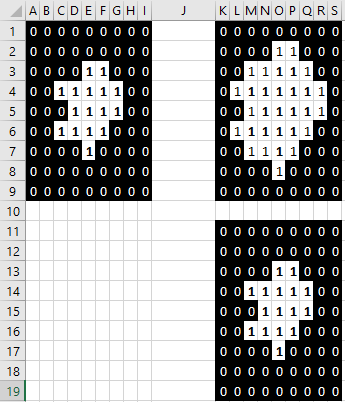 A B C D E F G H I J K L M N O P Q R S
1 0 0 0 0 0 0 0 0 0 0 0 0 0 0 0 0 0 0
2 0 0 0 0 0 0 0 0 0 0 0 0 0 1 1 0 0 0
3 0 0 0 0 1 1 0 0 0 0 0 1 1 1 1 1 0 0
4 0 0 1 1 1 1 1 0 0 0 1 1 1 1 1 1 1 0
5 0 0 0 1 1 1 1 0 0 0 0 1 1 1 1 1 1 0
6 0 0 1 1 1 1 0 0 0 0 1 1 1 1 1 1 0 0
7 0 0 0 0 1 0 0 0 0 0 0 1 1 1 1 0 0 0
8 0 0 0 0 0 0 0 0 0 0 0 0 0 1 0 0 0 0
9 0 0 0 0 0 0 0 0 0 0 0 0 0 0 0 0 0 0
10
11 0 0 0 0 0 0 0 0 0
12 0 0 0 0 0 0 0 0 0
13 0 0 0 0 1 1 0 0 0
14 0 0 1 1 1 1 1 0 0
15 0 0 0 1 1 1 1 0 0
16 0 0 1 1 1 1 0 0 0
17 0 0 0 0 1 0 0 0 0
18 0 0 0 0 0 0 0 0 0
19 0 0 0 0 0 0 0 0 0